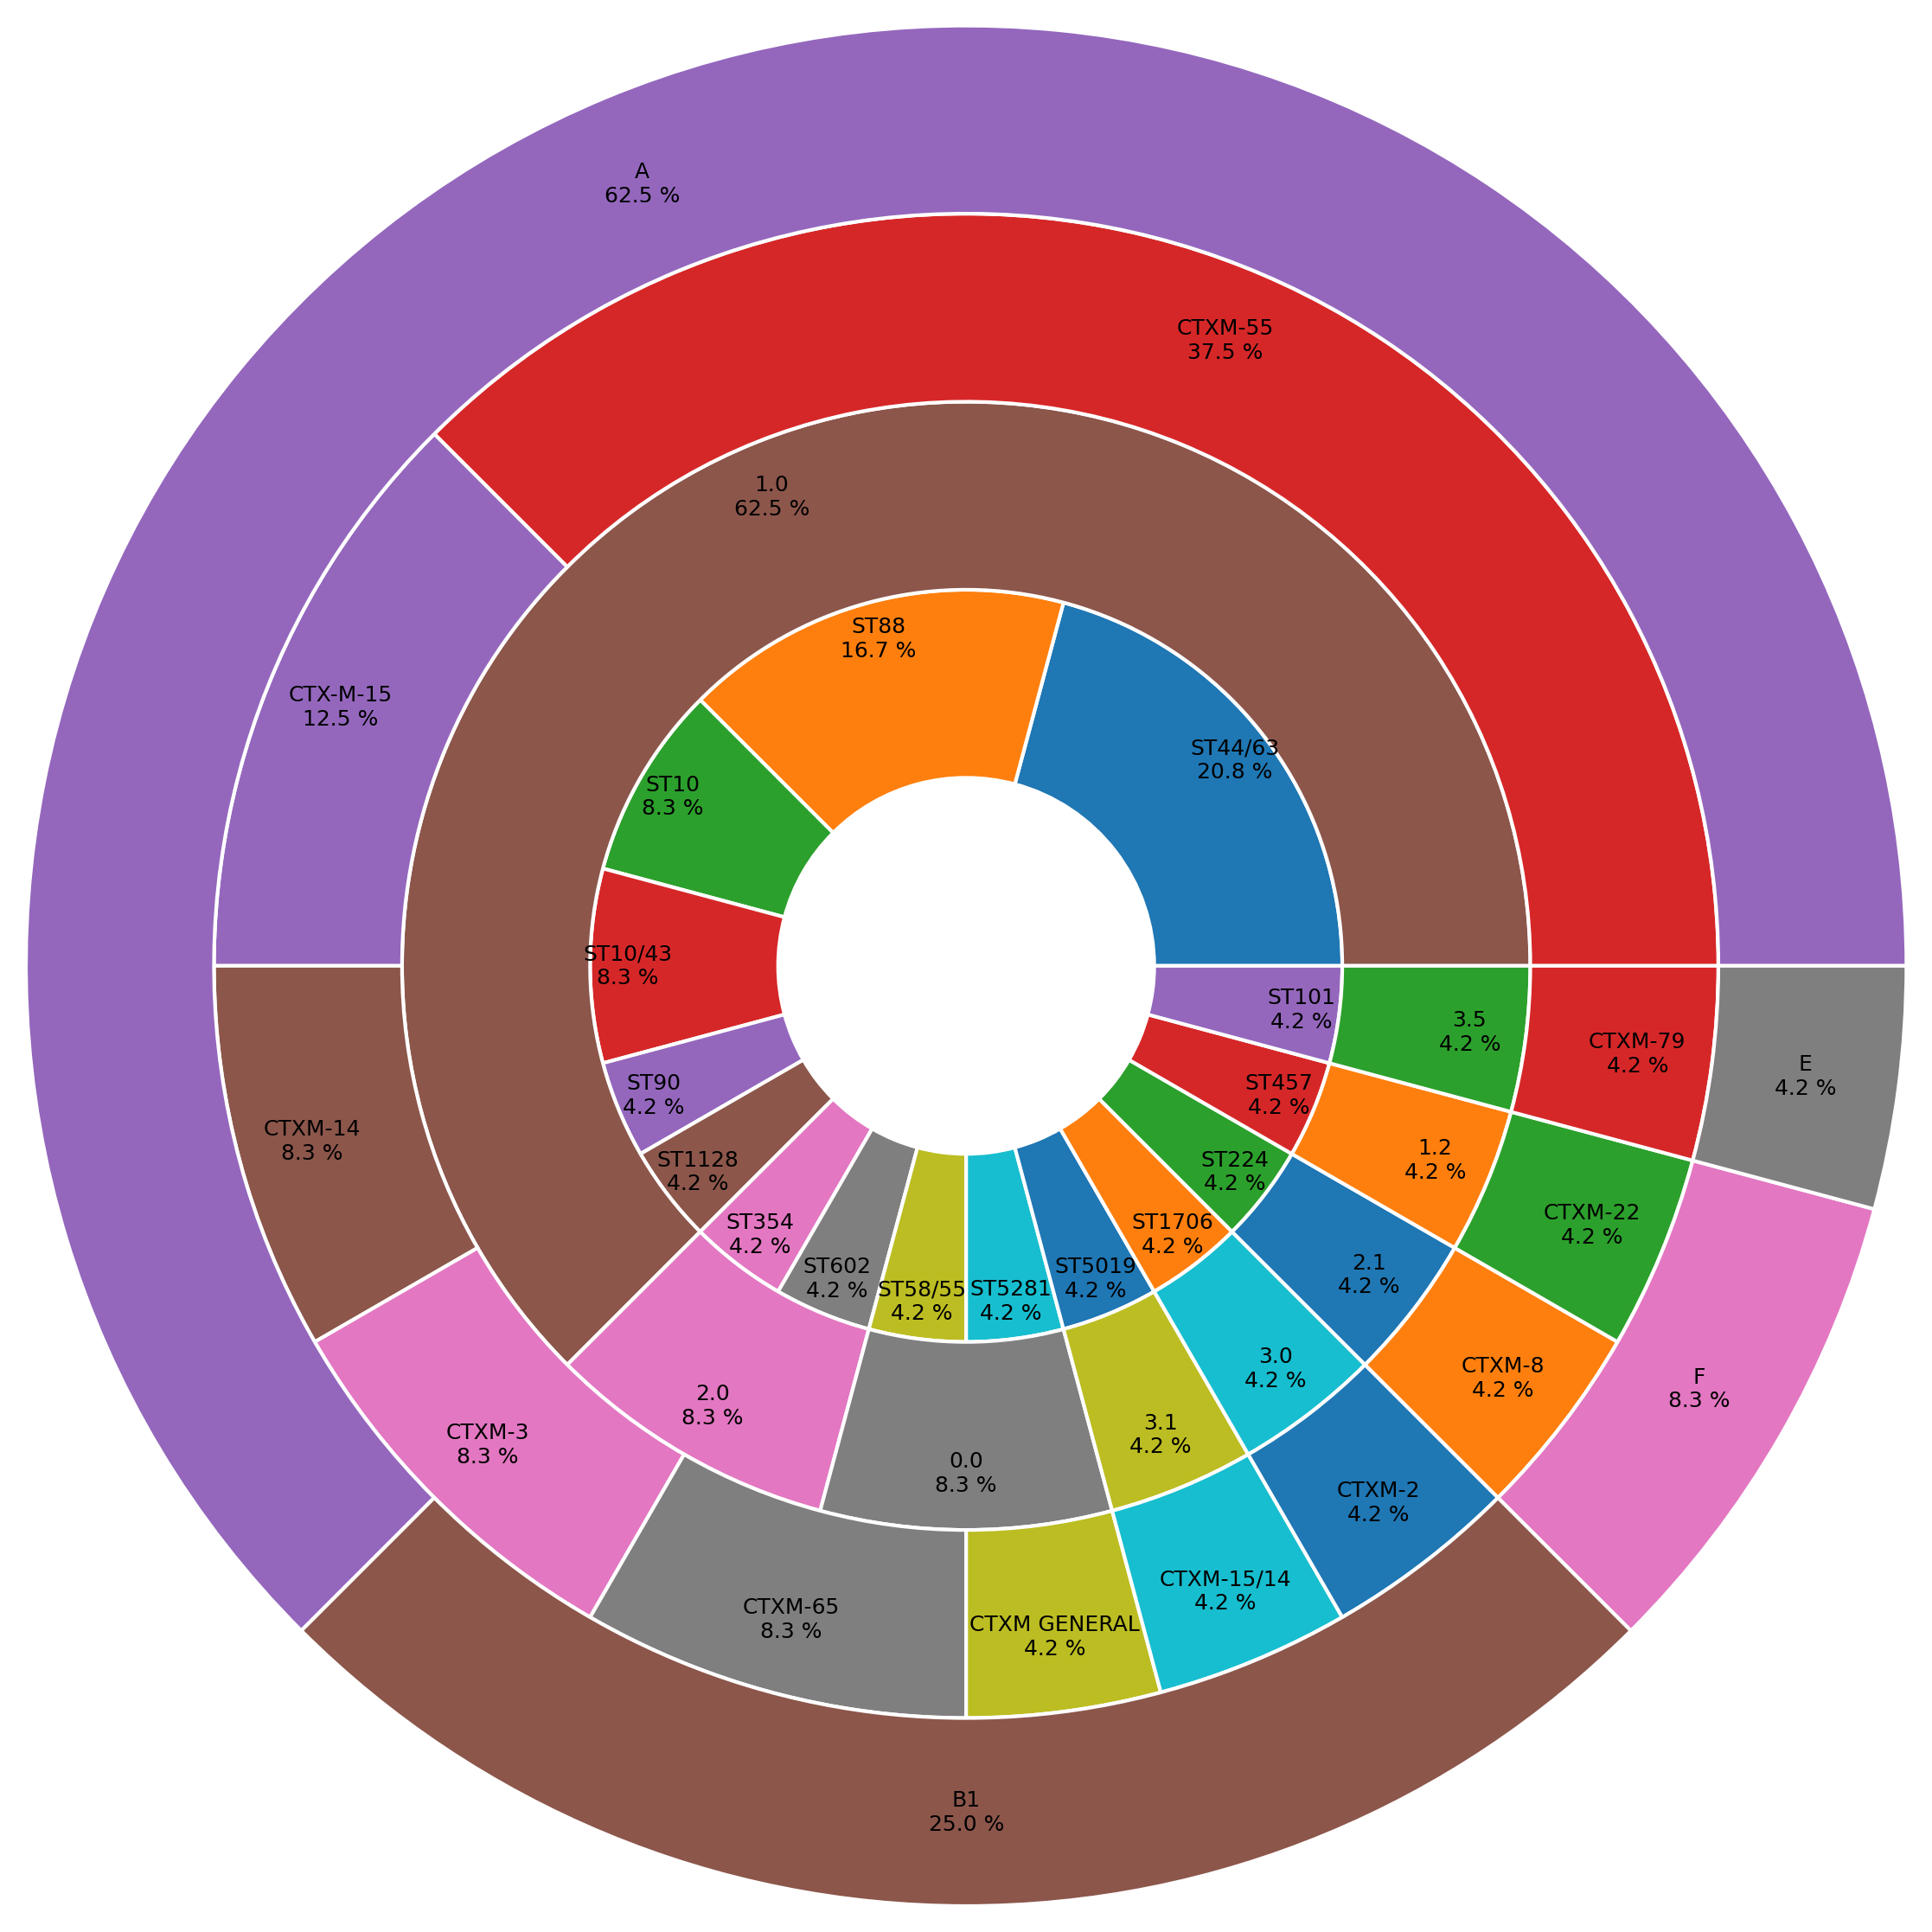 A
62.5 %
CTXM-55
37.5 %
1.0
62.5 %
ST88
16.7 %
CTX-M-15
12.5 %
ST44/63
20.8 %
ST10
8.3 %
ST10/43
8.3 %
ST101
4.2 %
3.5
4.2 %
CTXM-79
4.2 %
E
4.2 %
ST90
4.2 %
ST457
4.2 %
CTXM-14
8.3 %
ST1128
4.2 %
ST224
4.2 %
1.2
4.2 %
CTXM-22
4.2 %
ST354
4.2 %
ST1706
4.2 %
ST602
4.2 %
ST58/55
4.2 %
ST5281
4.2 %
ST5019
4.2 %
2.1
4.2 %
CTXM-8
4.2 %
F
8.3 %
2.0
8.3 %
3.0
4.2 %
CTXM-3
8.3 %
3.1
4.2 %
0.0
8.3 %
CTXM-2
4.2 %
CTXM-65
8.3 %
CTXM GENERAL
4.2 %
CTXM-15/14
4.2 %
B1
25.0 %